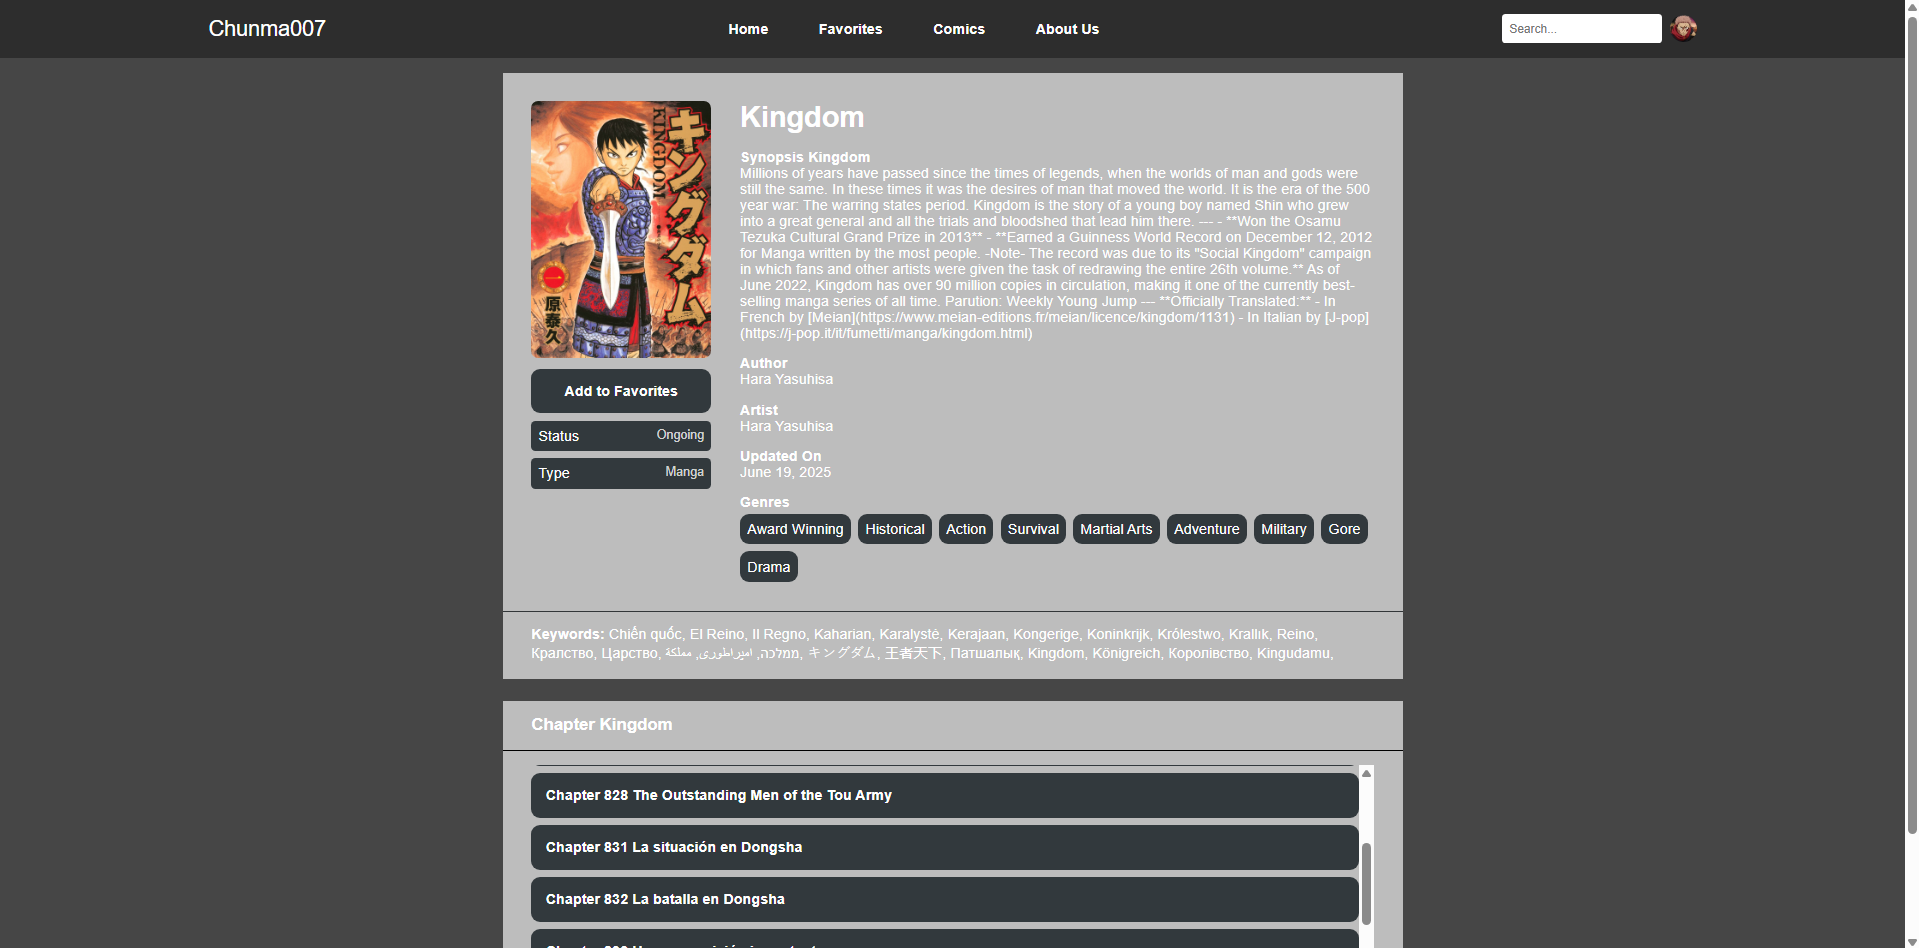 Chunma007
Home
Favorites
Comics
About Us
Search...
キングダム
KINGDOM
一
原泰久
Add to Favorites
Status
Ongoing
Type
Manga
Kingdom
Synopsis Kingdom
Millions of years have passed since the times of legends, when the worlds of man and gods were
still the same. In these times it was the desires of man that moved the world. It is the era of the 500
year war: The warring states period. Kingdom is the story of a young boy named Shin who grew
into a great general and all the trials and bloodshed that lead him there. --- - **Won the Osamu
Tezuka Cultural Grand Prize in 2013** - **Earned a Guinness World Record on December 12, 2012
for Manga written by the most people. -Note- The record was due to its "Social Kingdom" campaign
in which fans and other artists were given the task of redrawing the entire 26th volume.** As of
June 2022, Kingdom has over 90 million copies in circulation, making it one of the currently best-
selling manga series of all time. Parution: Weekly Young Jump --- **Officially Translated:** - In
French by [Meian](https://www.meian-editions.fr/meian/licence/kingdom/1131) - In Italian by [J-pop]
(https://j-pop.it/it/fumetti/manga/kingdom.html)
Author
Hara Yasuhisa
Artist
Hara Yasuhisa
Updated On
June 19, 2025
Genres
Award Winning
Historical
Action
Survival
Martial Arts
Adventure
Military
Gore
Drama
Keywords: Chiến quốc, El Reino, Il Regno, Kaharian, Karalystė, Kerajaan, Kongerige, Koninkrijk, Królestwo, Krallık, Reino,
Кралство, Царство, ממלכה, امپراطوری, مملكة, キングダム, 王者天下, Патшалық, Kingdom, Königreich, Королівство, Kingudamu,
Chapter Kingdom
Chapter 828 The Outstanding Men of the Tou Army
Chapter 831 La situación en Dongsha
Chapter 832 La batalla en Dongsha